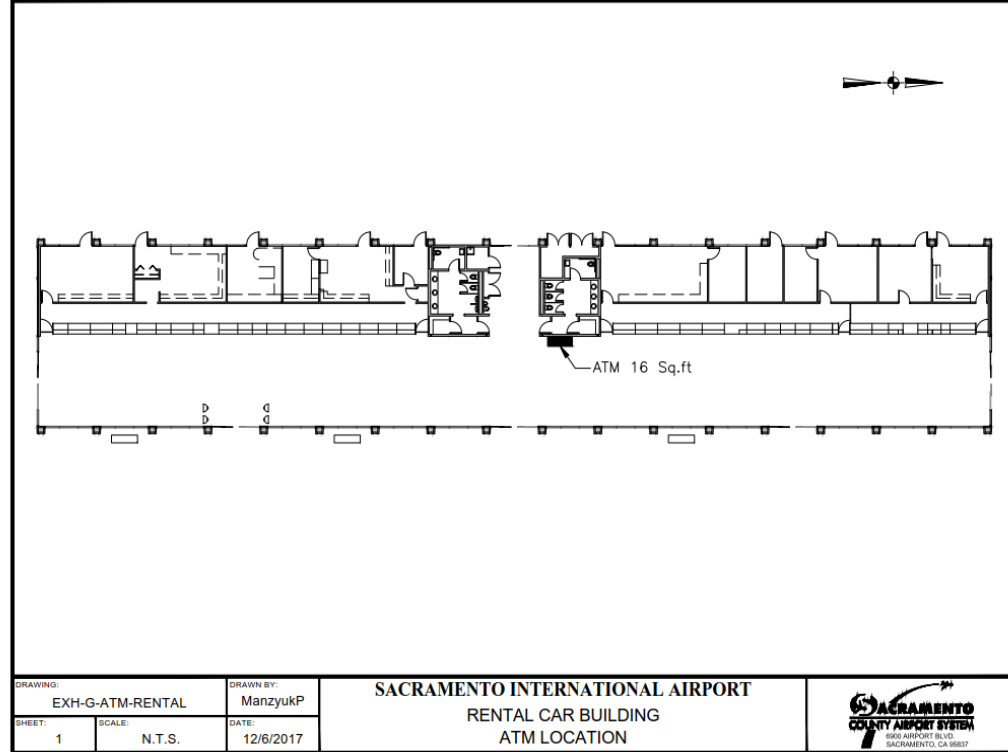 ATM 16 Sq.ft
DRAWING:
EXH-G-ATM-RENTAL
DRAWN BY:
ManzyukP
SHEET:
1
SCALE:
N.T.S.
DATE:
12/6/2017
SACRAMENTO INTERNATIONAL AIRPORT
RENTAL CAR BUILDING
ATM LOCATION
SACRAMENTO
COUNTY AIRPORT SYSTEM
6900 AIRPORT BLVD.
SACRAMENTO, CA 95837